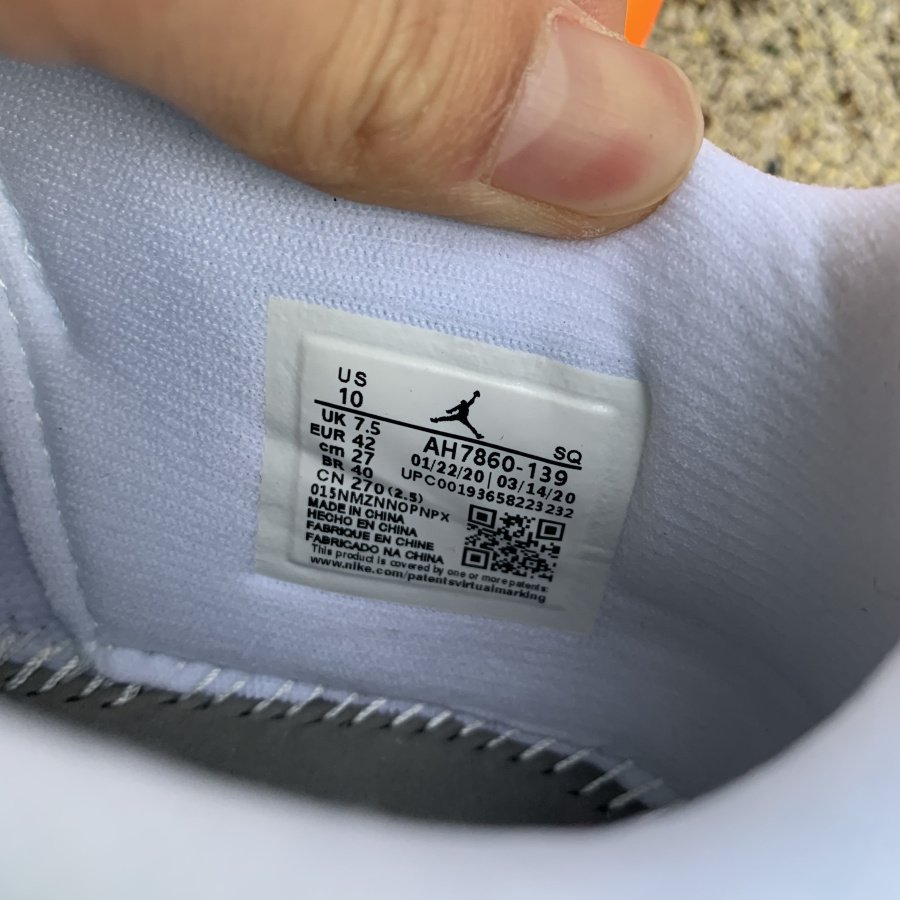 US
10
UK 7.5
EUR 42
cm 27
BR 40
CN 270(2.5)
AH7860-139 SQ
01/22/20 | 03/14/20
UPC00193658223232
015NMZNNOPNPX
MADE IN CHINA
HECHO EN CHINA
FABRIQUE EN CHINE
FABRICADO NA CHINA
This product is covered by one or more patents:
www.nike.com/patentsvirtualmarking